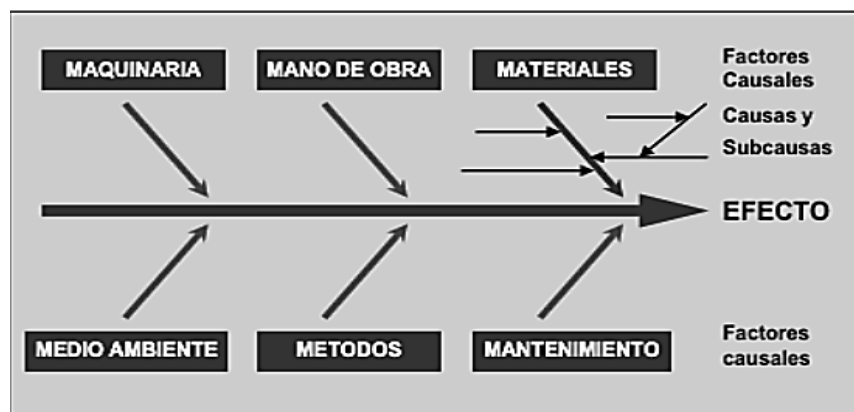 MAQUINARIA
MANO DE OBRA
MATERIALES
Factores
Causales
Causas y
Subcausas
EFECTO
MEDIO AMBIENTE
METODOS
MANTENIMIENTO
Factores
causales